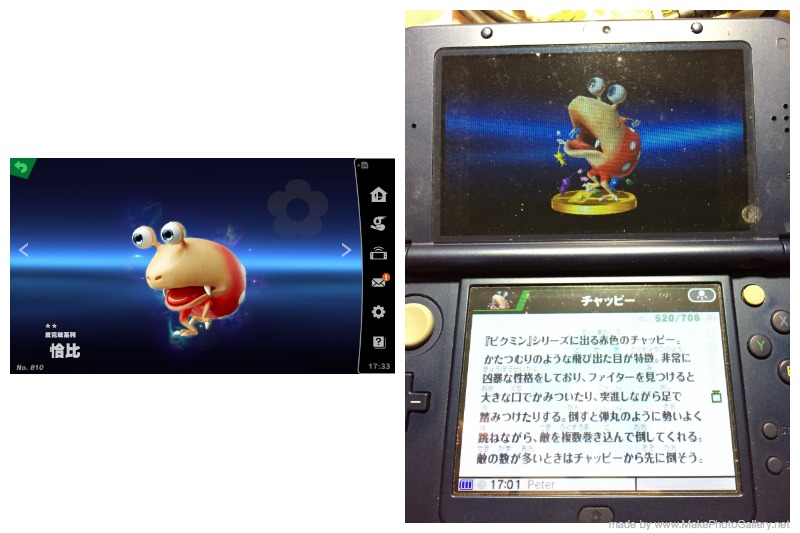 ★★
皮克敏系列
恰比
No. 810
1
?
17:33
チャッピー
520/706
『ピクミン』シリーズに出る赤色のチャッピー。
かたつむりのような飛び出た目が特徴。非常に
凶暴な性格をしており、ファイターを見つけると
大きな口でかみついたり、突進しながら足で
踏みつけたりする。倒すと弾丸のように勢いよく
跳ねながら、敵を複数巻き込んで倒してくれる。
敵の数が多いときはチャッピーから先に倒そう。
17:01 Peter
X
Y
made by www.MakePhotoGallery.net